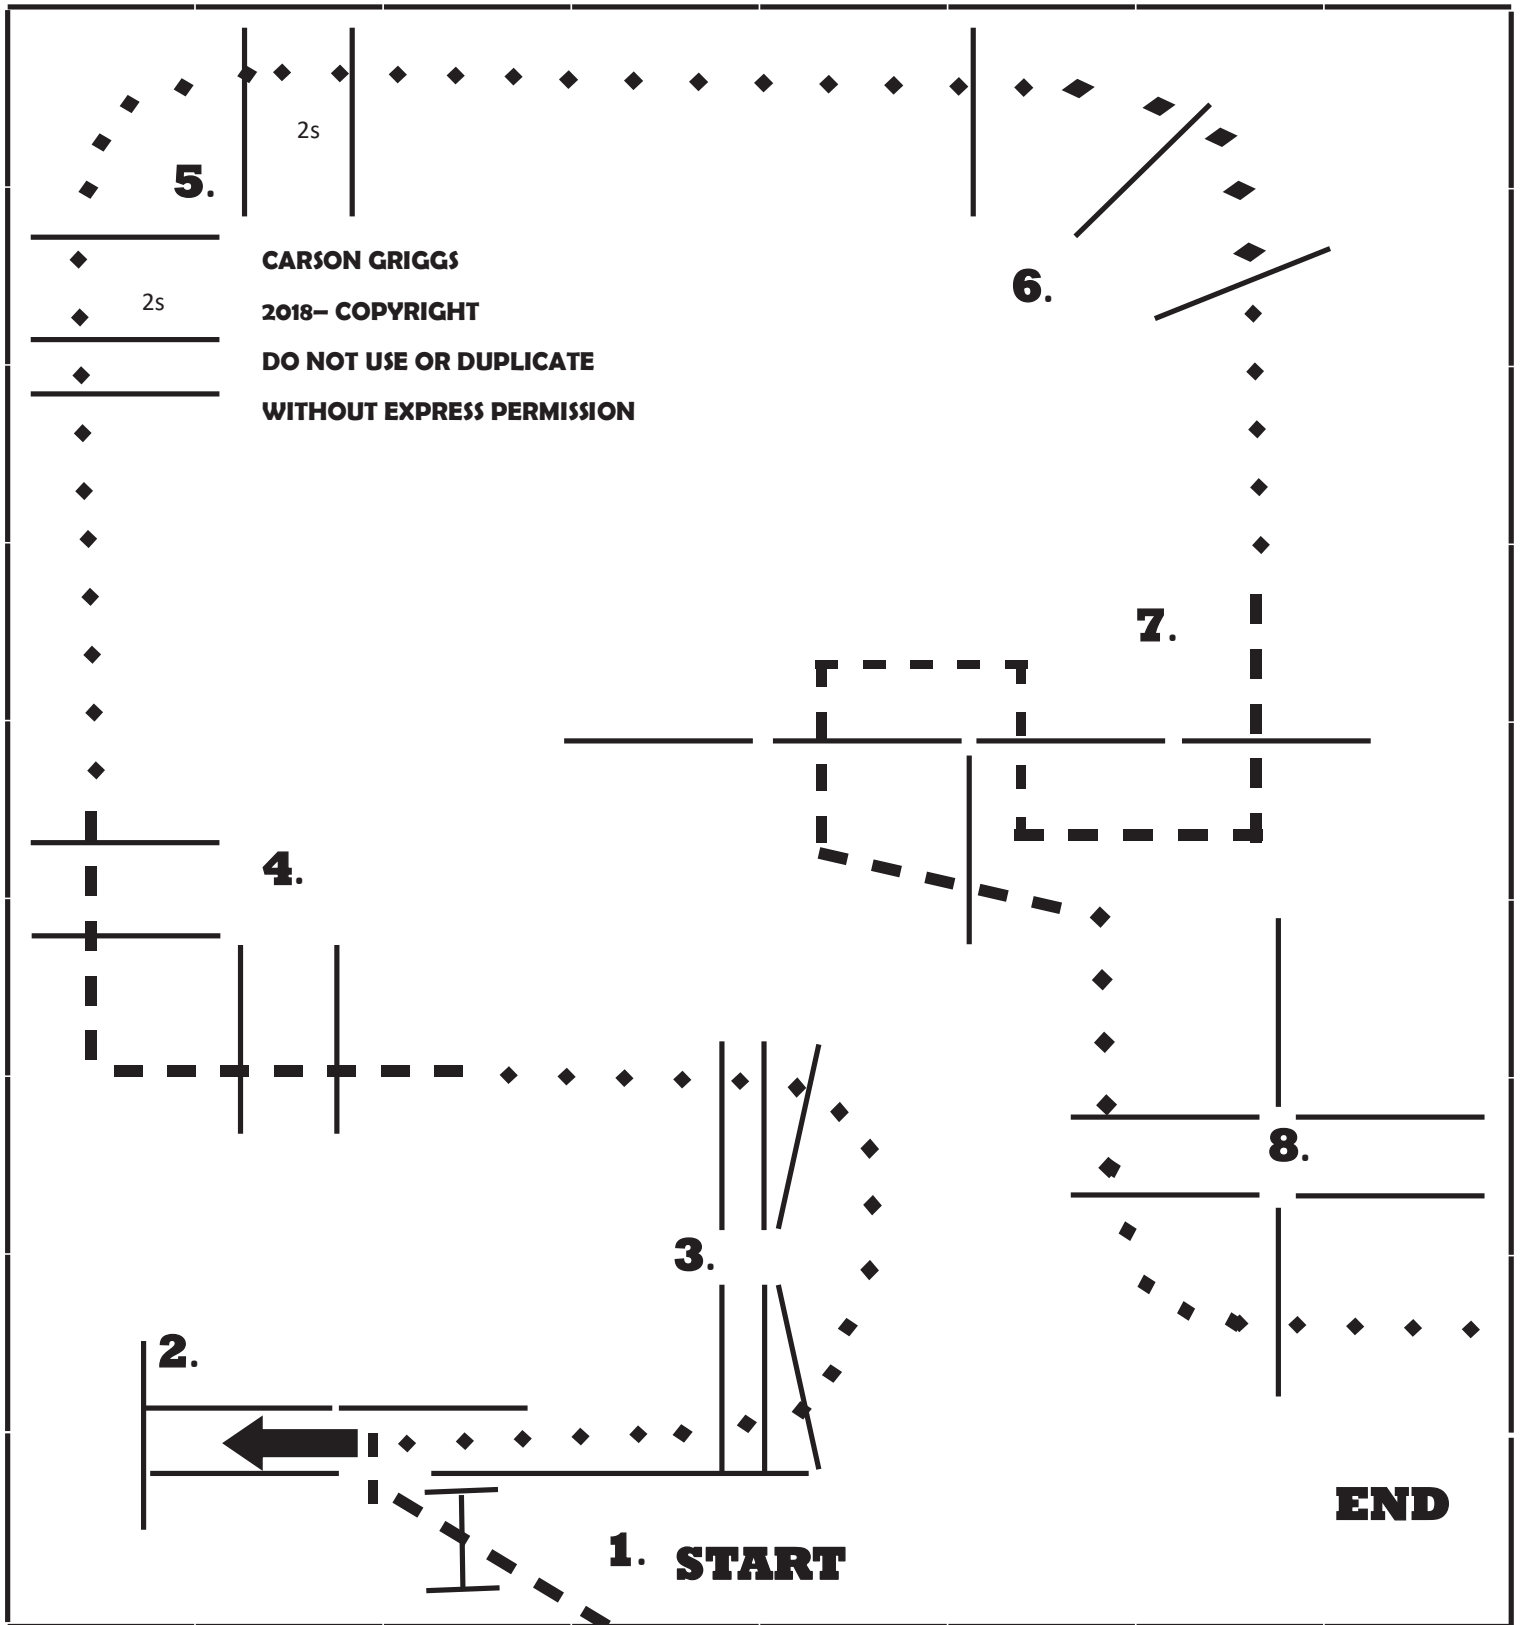 2s
5.
CARSON GRIGGS
6.
2s
2018– COPYRIGHT
DO NOT USE OR DUPLICATE
WITHOUT EXPRESS PERMISSION
7.
4.
8.
3.
2.
END
1. START